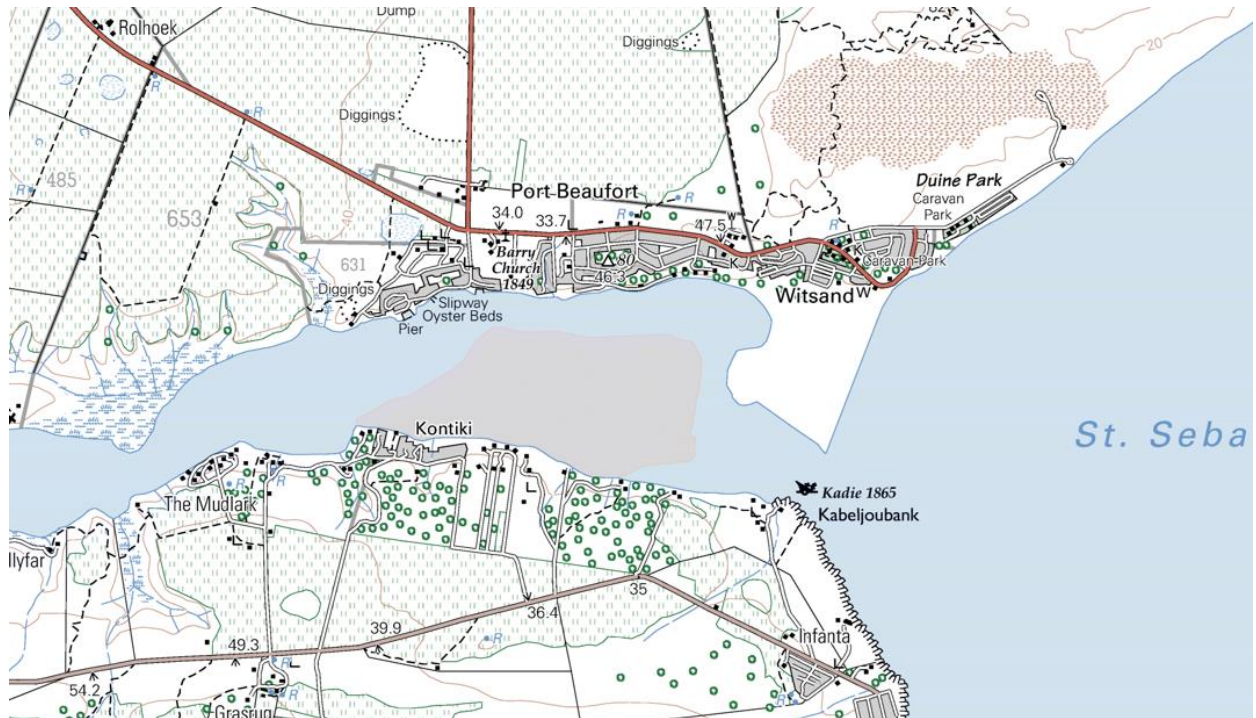 Rolhoek
Dump
82
20
Diggings
R
R
Diggings
485
R
653
40
Port Beaufort
Duine Park
Caravan
Park
R
R
34.0
33.7
47.5
631
Barry
Church
1849
80
46.3
K
K
Caravan Park
Diggings
Slipway
Oyster Beds
Pier
Witsand
W
St. Seba
Kontiki
The Mudlark
R
R
Kadie 1865
Kabeljoubank
llyfar
36.4
35
39.9
49.3
R
R
Infanta
54.2
R
R
R
Grasrug